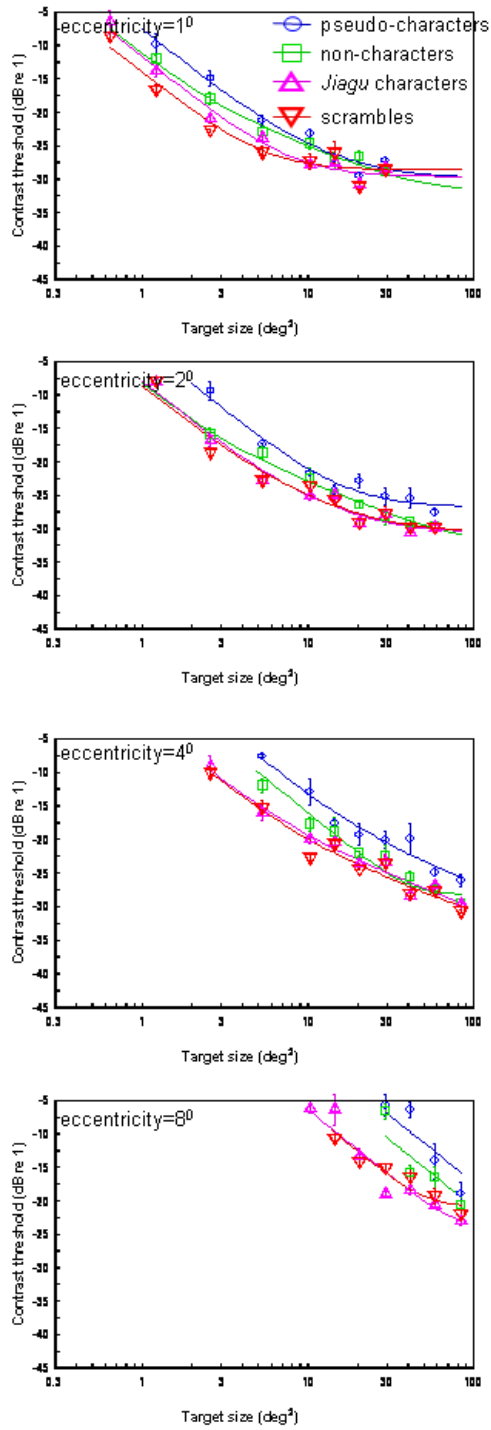 eccentricity=1⁰
pseudo-characters
non-characters
Jiagu characters
scrambles
Contrast threshold (dB re 1)
-5
-10
-15
-20
-25
-30
-35
-40
-45
0.3 1 3 10 30 100
Target size (deg²)
eccentricity=2⁰
Contrast threshold (dB re 1)
-5
-10
-15
-20
-25
-30
-35
-40
-45
0.3 1 3 10 30 100
Target size (deg²)
eccentricity=4⁰
Contrast threshold (dB re 1)
-5
-10
-15
-20
-25
-30
-35
-40
-45
0.3 1 3 10 30 100
Target size (deg²)
eccentricity=8⁰
Contrast threshold (dB re 1)
-5
-10
-15
-20
-25
-30
-35
-40
-45
0.3 1 3 10 30 100
Target size (deg²)